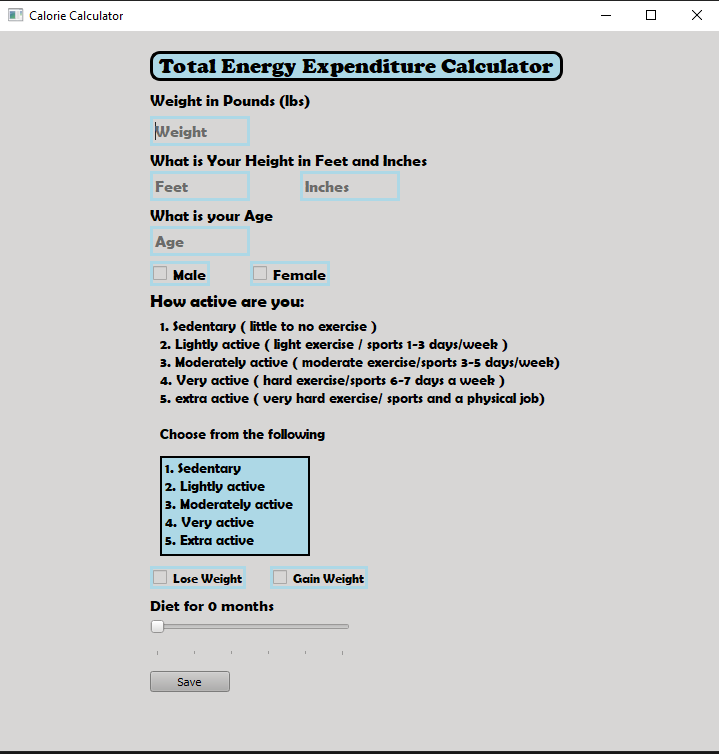 Calorie Calculator
Total Energy Expenditure Calculator
Weight in Pounds (lbs)
Weight
What is Your Height in Feet and Inches
Feet Inches
What is your Age
Age
Male Female
How active are you:
1. Sedentary ( little to no exercise )
2. Lightly active ( light exercise / sports 1-3 days/week )
3. Moderately active ( moderate exercise/sports 3-5 days/week)
4. Very active ( hard exercise/sports 6-7 days a week )
5. extra active ( very hard exercise/ sports and a physical job)
Choose from the following
1. Sedentary
2. Lightly active
3. Moderately active
4. Very active
5. Extra active
Lose Weight Gain Weight
Diet for 0 months
Save